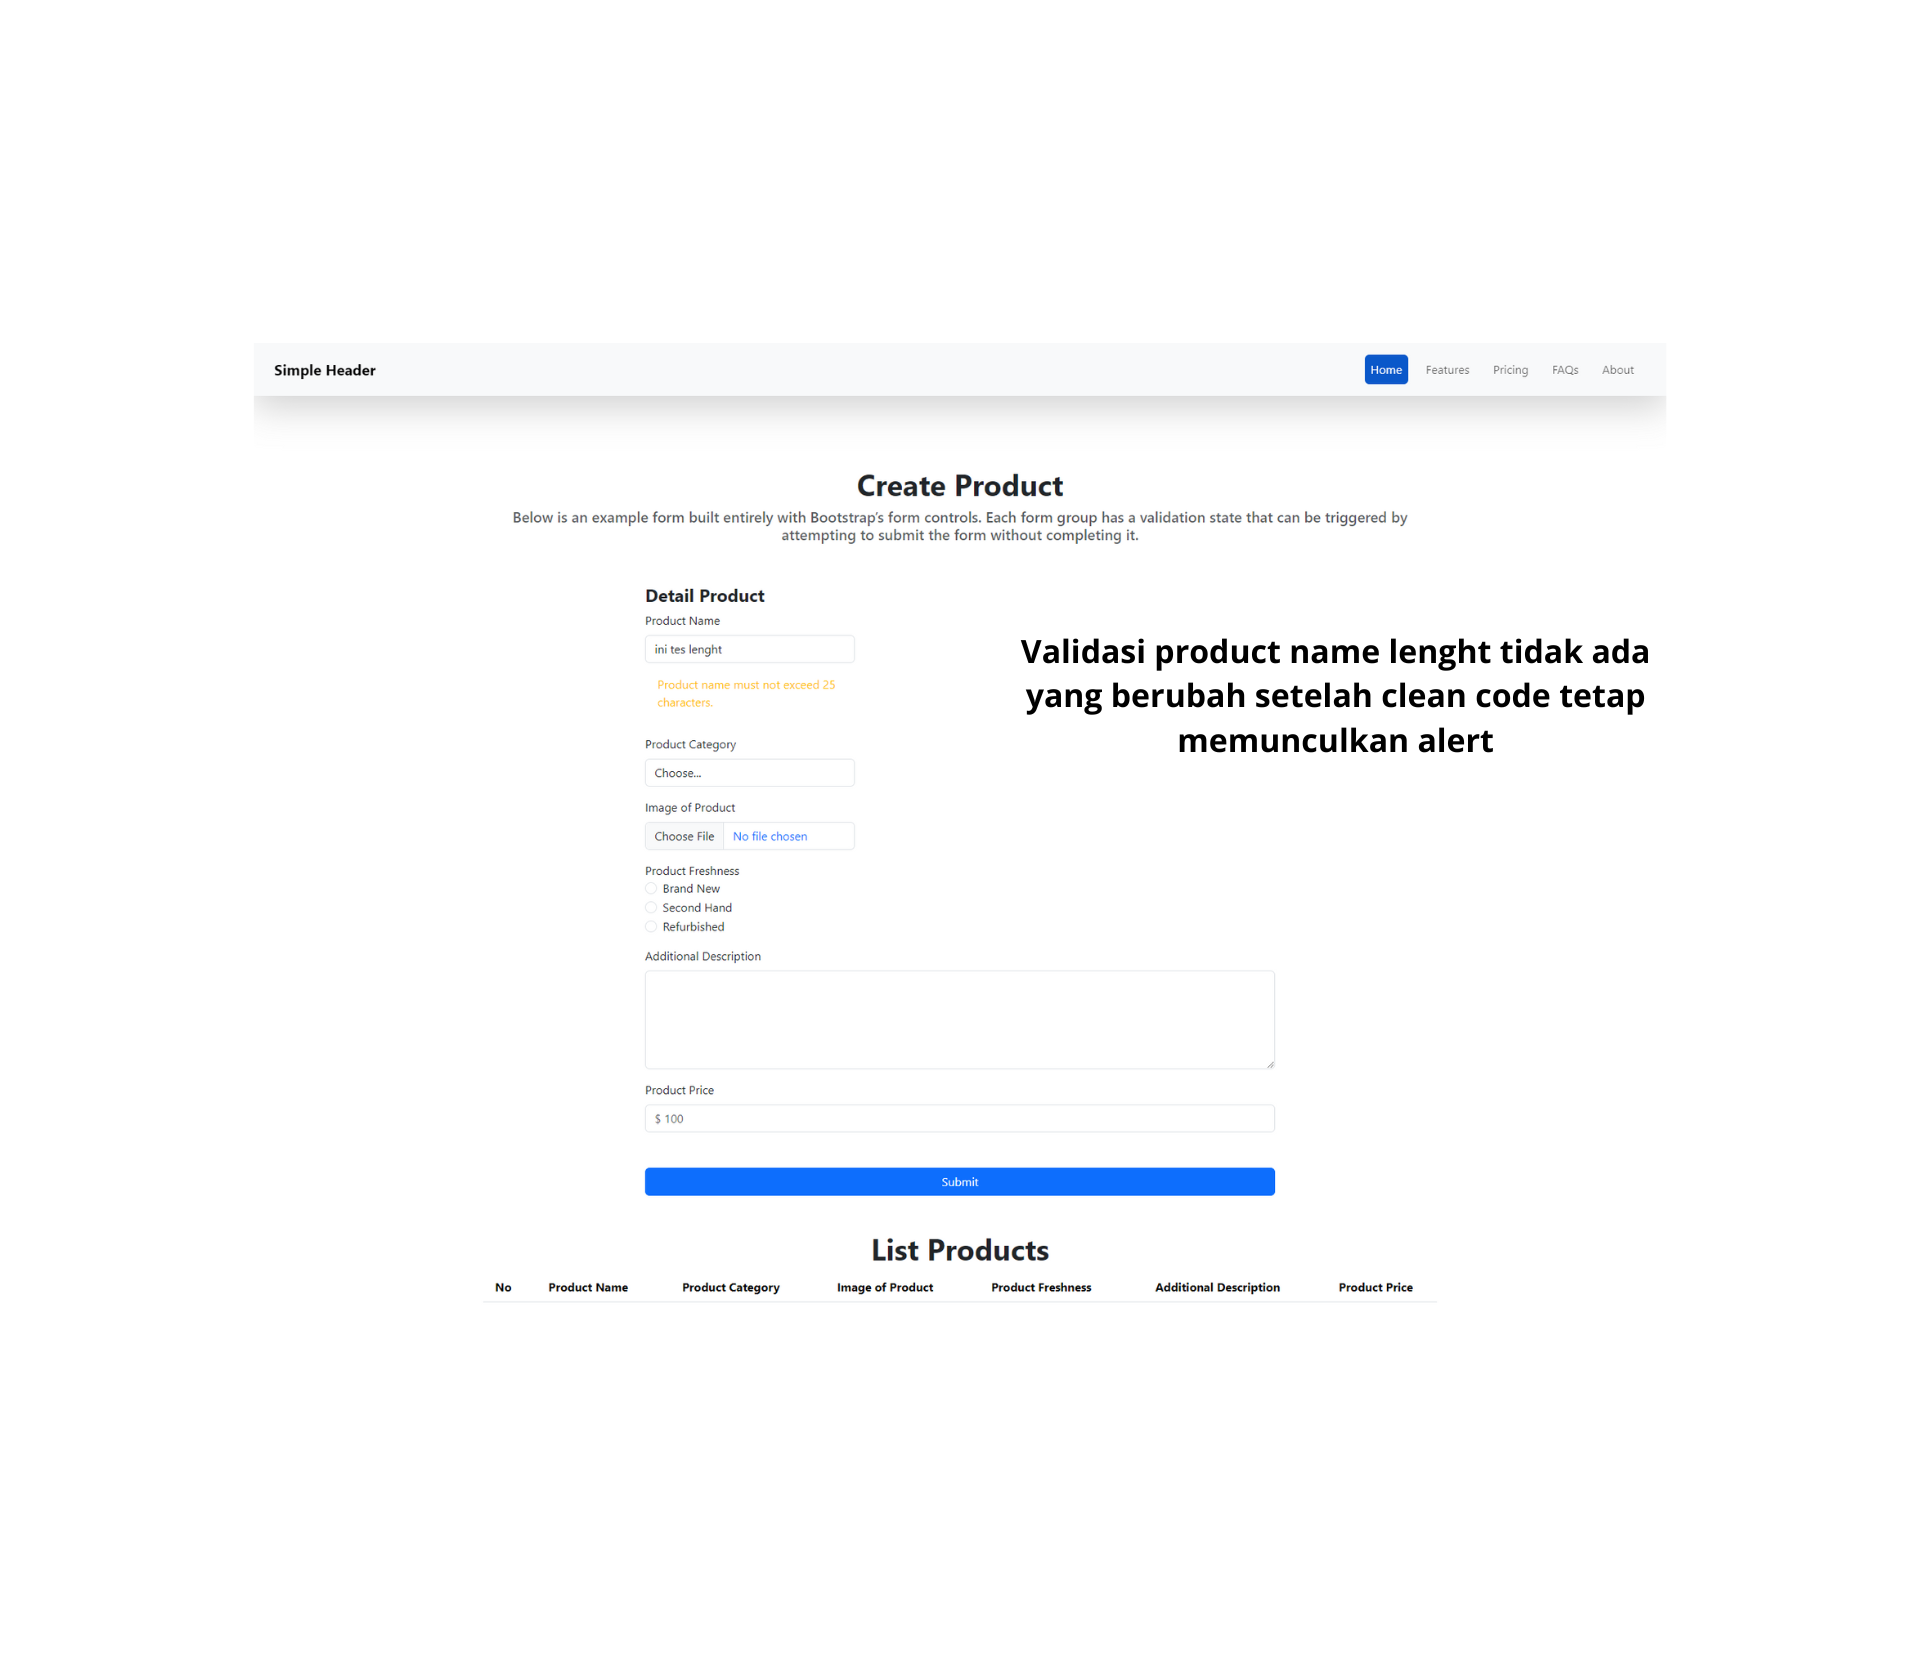 Simple Header
Home Features Pricing FAQs About
Create Product
Below is an example form built entirely with Bootstrap's form controls. Each form group has a validation state that can be triggered by
attempting to submit the form without completing it.
Detail Product
Product Name
ini tes lenght
Product name must not exceed 25
characters.
Validasi product name lenght tidak ada
yang berubah setelah clean code tetap
memunculkan alert
Product Category
Choose...
Image of Product
Choose File No file chosen
Product Freshness
Brand New
Second Hand
Refurbished
Additional Description
Product Price
$ 100
Submit
List Products
No Product Name Product Category Image of Product Product Freshness Additional Description Product Price